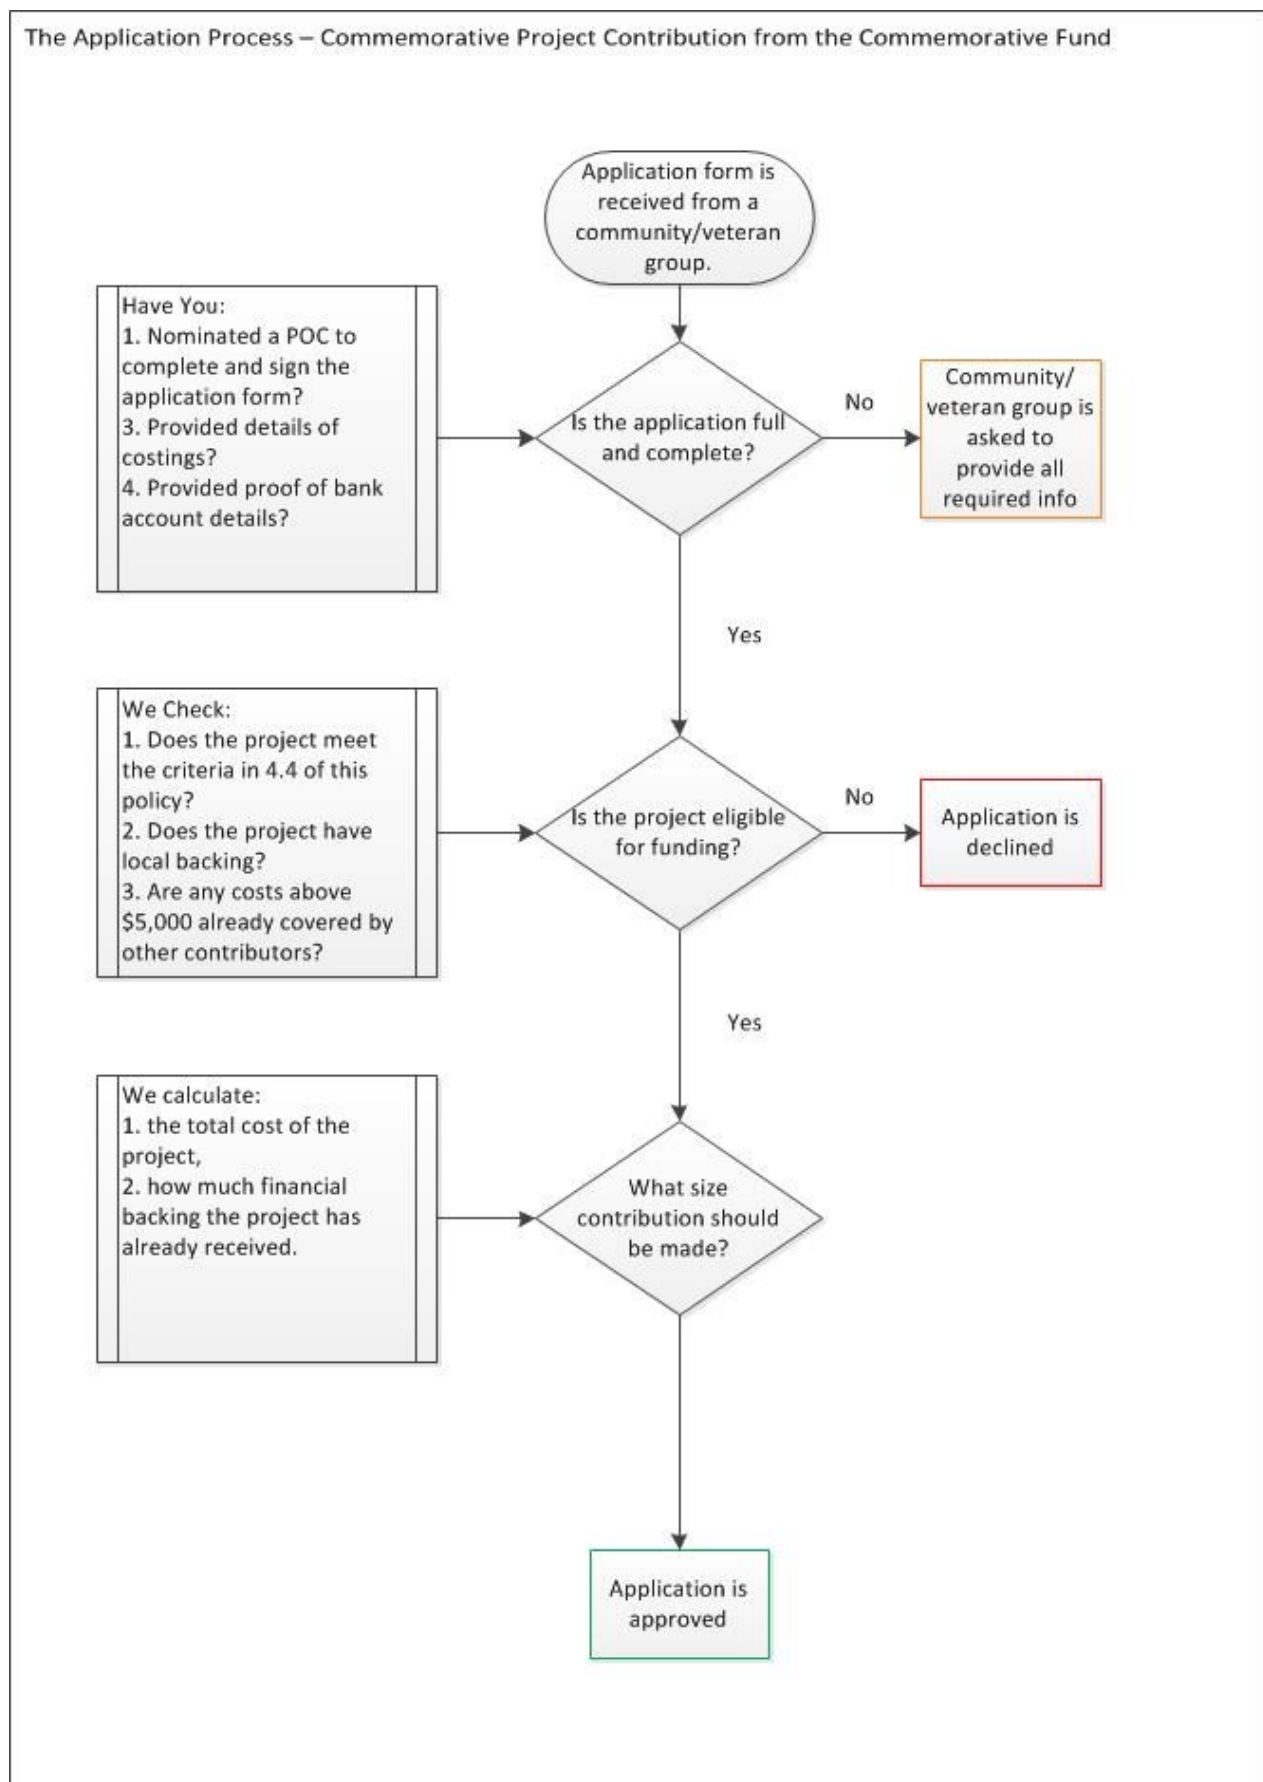 The Application Process – Commemorative Project Contribution from the Commemorative Fund
Application form is
received from a
community/veteran
group.
Have You:
1. Nominated a POC to
complete and sign the
application form?
3. Provided details of
costings?
4. Provided proof of bank
account details?
Is the application full
and complete?
No
Community/
veteran group is
asked to
provide all
required info
Yes
We Check:
1. Does the project meet
the criteria in 4.4 of this
policy?
2. Does the project have
local backing?
3. Are any costs above
$5,000 already covered by
other contributors?
Is the project eligible
for funding?
No
Application is
declined
Yes
We calculate:
1. the total cost of the
project,
2. how much financial
backing the project has
already received.
What size
contribution should
be made?
Application is
approved